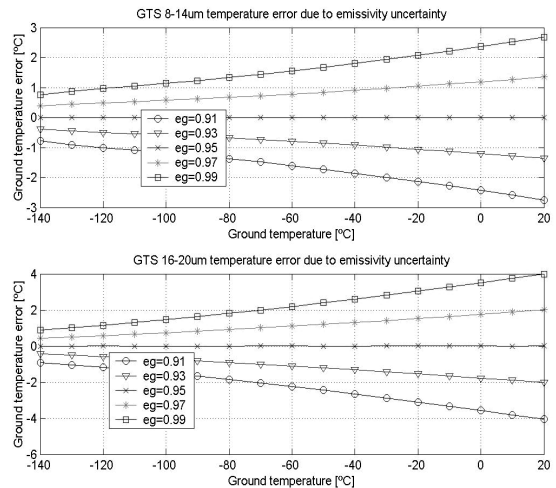 GTS 8-14um temperature error due to emissivity uncertainty
3
2
1
0
-1
-2
-3
Ground temperature error [ºC]
eg=0.91
eg=0.93
eg=0.95
eg=0.97
eg=0.99
-140 -120 -100 -80 -60 -40 -20 0 20
Ground temperature [ºC]
GTS 16-20um temperature error due to emissivity uncertainty
4
2
0
-2
-4
-6
Ground temperature error [ºC]
eg=0.91
eg=0.93
eg=0.95
eg=0.97
eg=0.99
-140 -120 -100 -80 -60 -40 -20 0 20
Ground temperature [ºC]